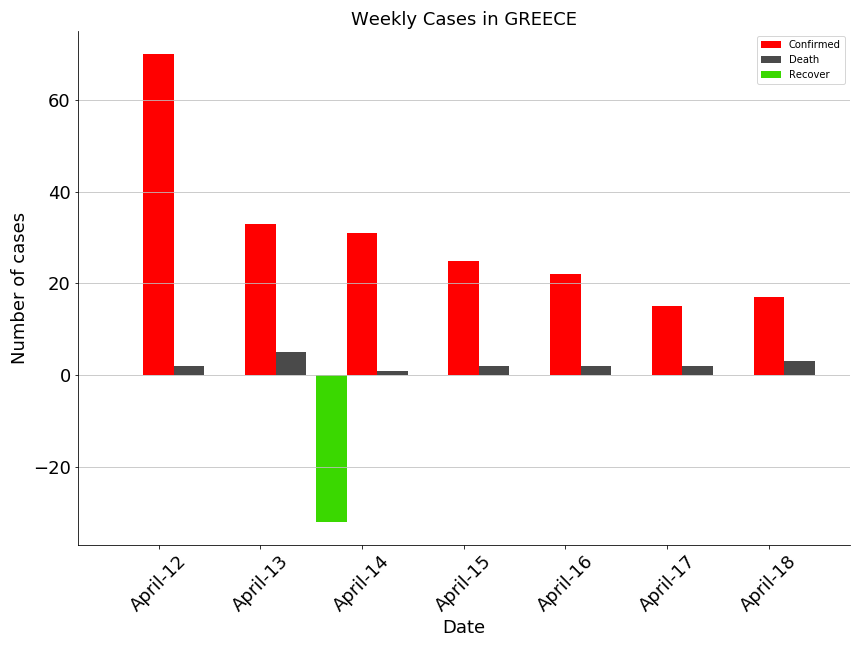 Weekly Cases in GREECE
Confirmed
Death
Recover
Number of cases
60
40
20
0
−20
April-12
April-13
April-14
April-15
April-16
April-17
April-18
Date